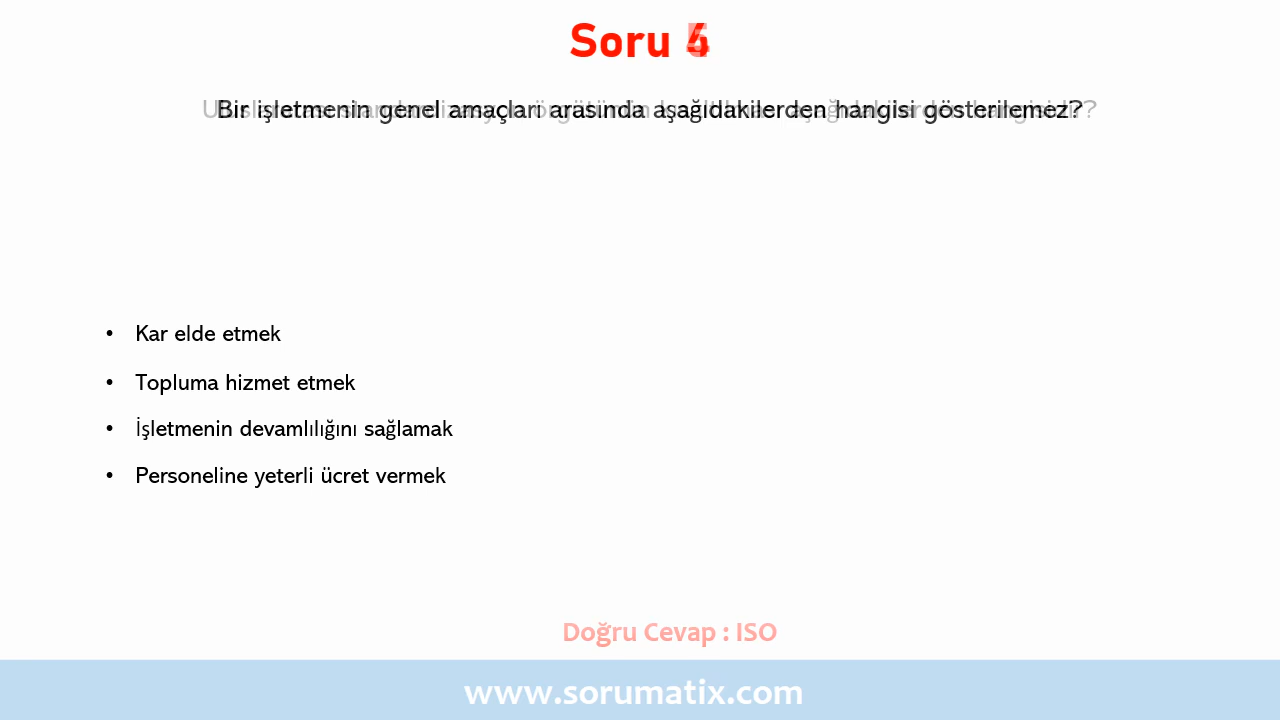 Soru
Bir işletmenin genel amaçları arasında aşağıdakilerden hangisi gösterilemez?
• Kar elde etmek
• Topluma hizmet etmek
• İşletmenin devamlılığını sağlamak
• Personeline yeterli ücret vermek
Doğru Cevap : ISO
www.sorumatix.com